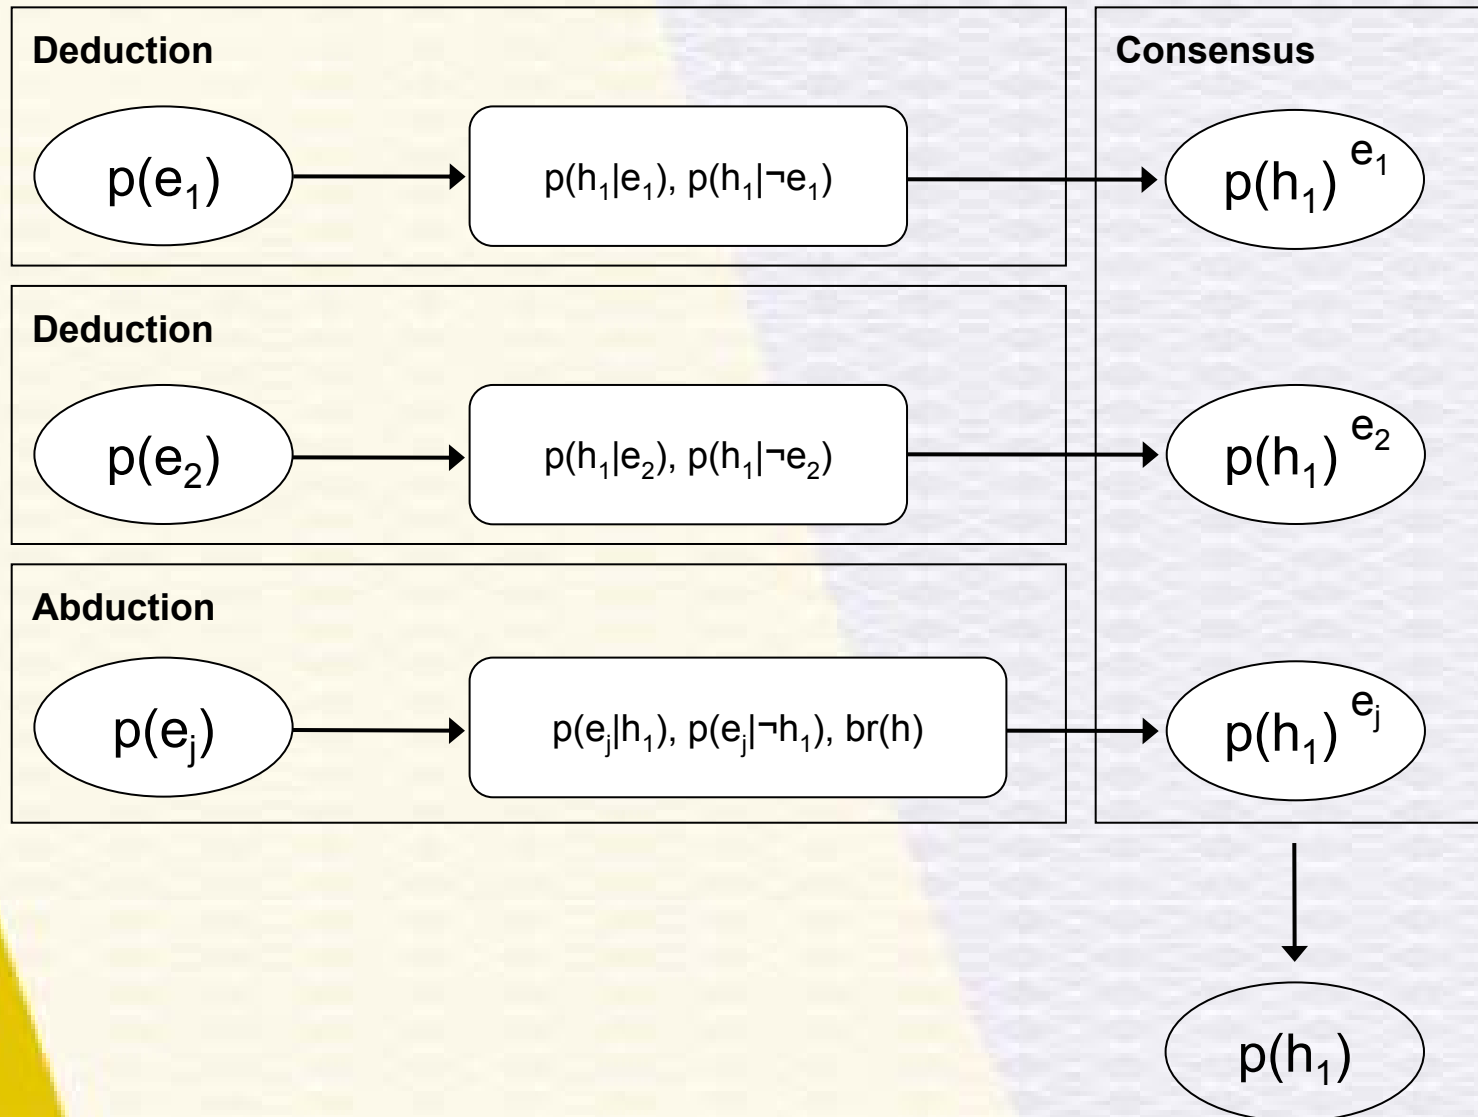 Deduction
p(e₁)
p(h₁|e₁), p(h₁|¬e₁)
Deduction
p(e₂)
p(h₁|e₂), p(h₁|¬e₂)
Abduction
p(eⱼ)
p(eⱼ|h₁), p(eⱼ|¬h₁), br(h)
Consensus
p(h₁) e₁
p(h₁) e₂
p(h₁) eⱼ
p(h₁)